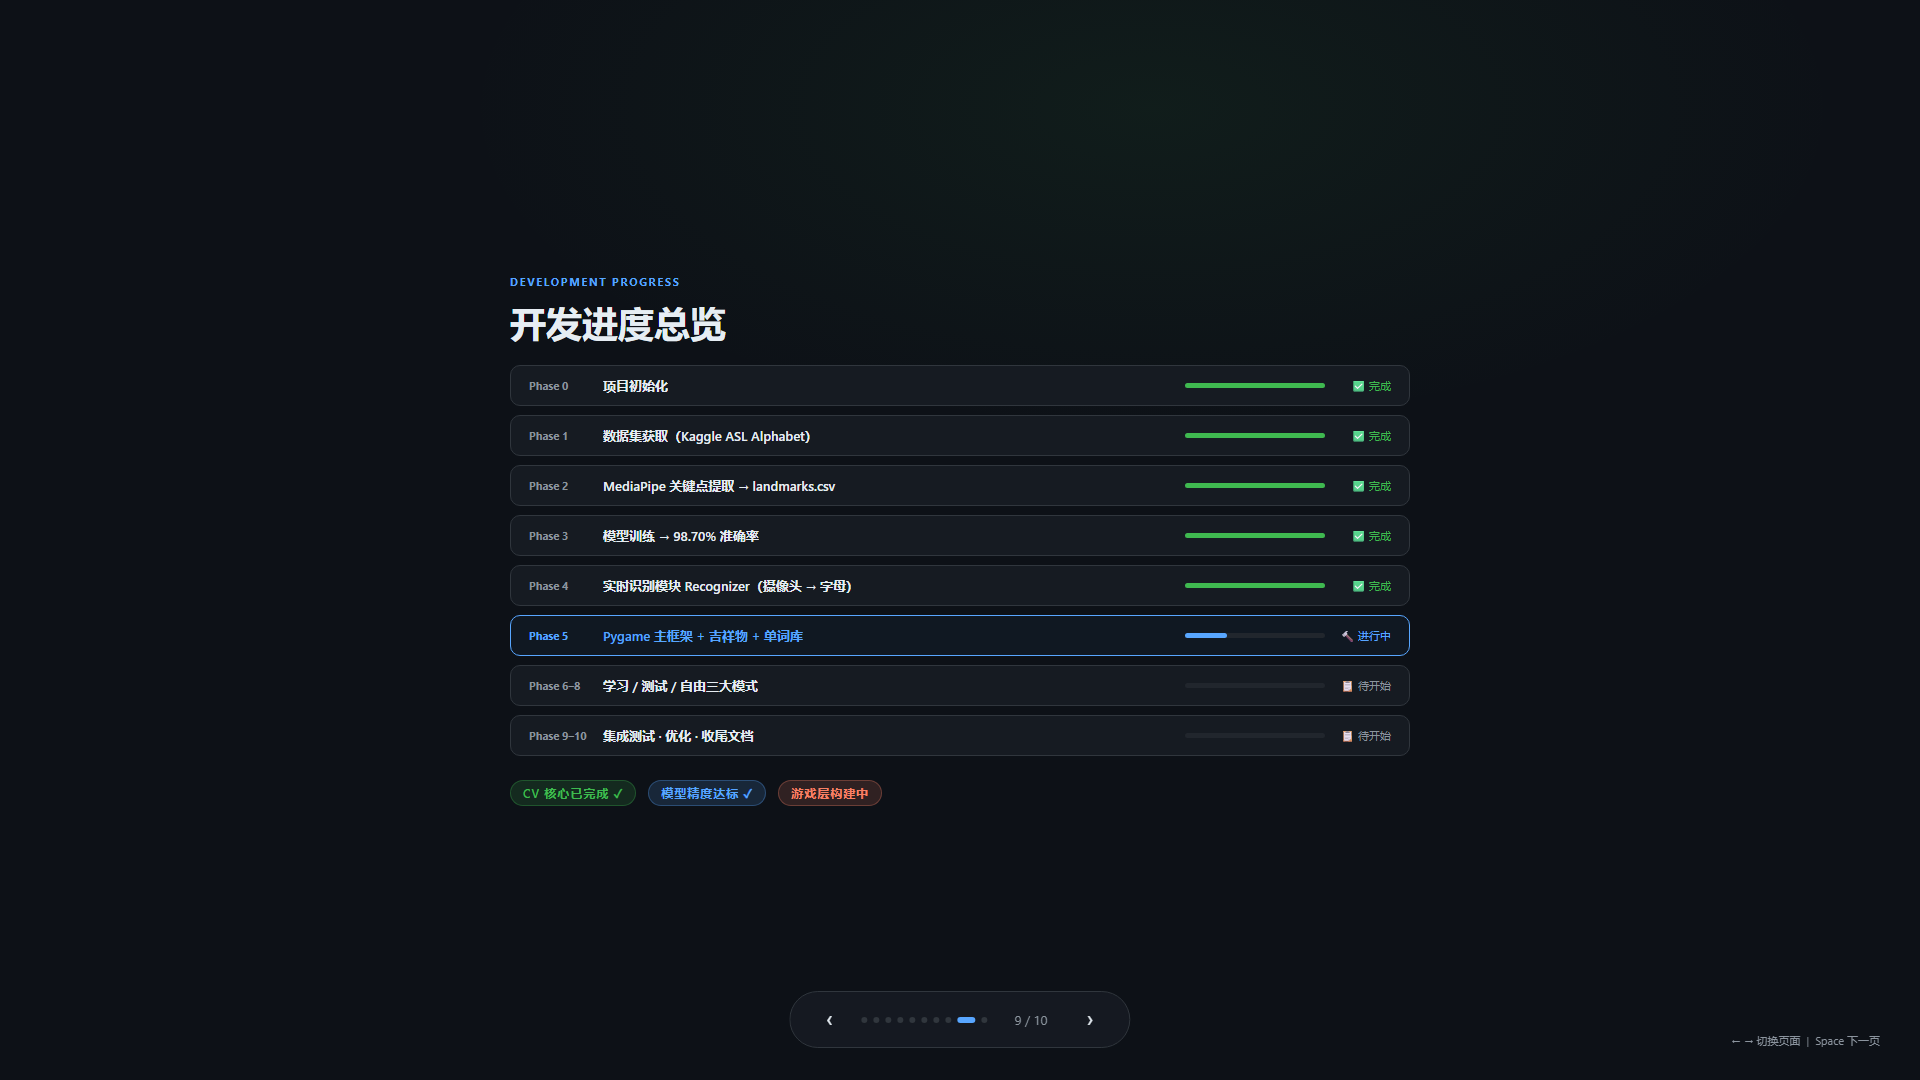 DEVELOPMENT PROGRESS
开发进度总览
Phase 0 项目初始化 ✅ 完成
Phase 1 数据集获取（Kaggle ASL Alphabet） ✅ 完成
Phase 2 MediaPipe 关键点提取 → landmarks.csv ✅ 完成
Phase 3 模型训练 → 98.70% 准确率 ✅ 完成
Phase 4 实时识别模块 Recognizer（摄像头 → 字母） ✅ 完成
Phase 5 Pygame 主框架 + 吉祥物 + 单词库 🔨 进行中
Phase 6–8 学习 / 测试 / 自由三大模式 📋 待开始
Phase 9–10 集成测试 · 优化 · 收尾文档 📋 待开始
CV 核心已完成 ✓ 模型精度达标 ✓ 游戏层构建中
‹ 9 / 10 ›
← → 切换页面 | Space 下一页